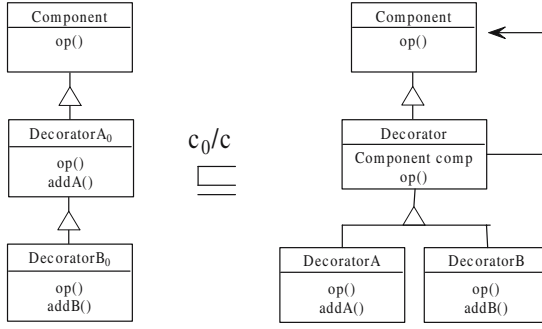 Component
op()
DecoratorA₀
op()
addA()
DecoratorB₀
op()
addB()
c₀/c
⊑
Component
op()
Decorator
Component comp
op()
DecoratorA
op()
addA()
DecoratorB
op()
addB()